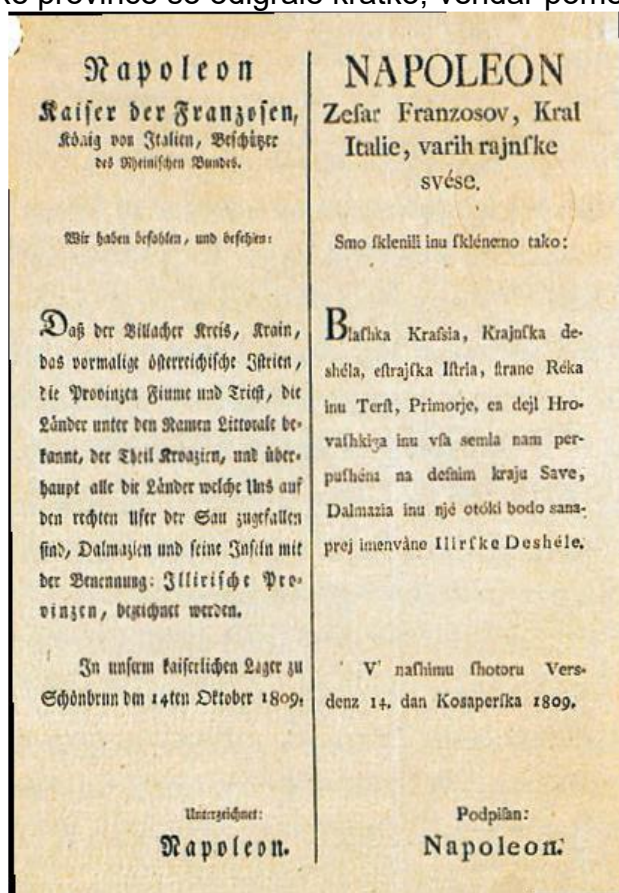 ke province so odigrale kratko, vendar pome
Napoleon
Kaiſer der Franzoſen,
König von Italien, Beſchützer
des Rheiniſchen Bundes.
Wir haben befohlen, und befehlen:
Daß der Villacher Kreis, Krain,
das vormalige öſterreichiſche Iſtrien,
die Provinzen Fiume und Trieſt, die
Länder unter den Namen Littorale be-
kannt, der Theil Kroazien, und über-
haupt alle die Länder welche Uns auf
den rechten Ufer der Sau zugefallen
ſind, Dalmazien und ſeine Inſeln mit
der Benennung: Illiriſche Pro-
vinzen, bezeichnet werden.
In unſerm kaiſerlichen Lager zu
Schönbrun den 14ten Oktober 1809.
Unterzeichnet:
Napoleon.
NAPOLEON
Zeſar Franzosov, Kral
Italie, varih rajnſke
svése.
Smo ſklenili inu ſklénemo tako:
Blaſhka Kraſsia, Krajnſka de-
shéla, eſtrajſka Iſtria, ſtrane Réka
inu Terſt, Primorje, en dejl Hro-
vaſhkiga inu vſa semla nam per-
puſhéna na deſnim kraju Save,
Dalmazia inu njé otóki bodo sana-
prej imenváne Ilirſke Deshéle.
V' naſhimu ſhotoru Vers-
denz 14. dan Kosaperſka 1809.
Podpiſan:
Napoleon.